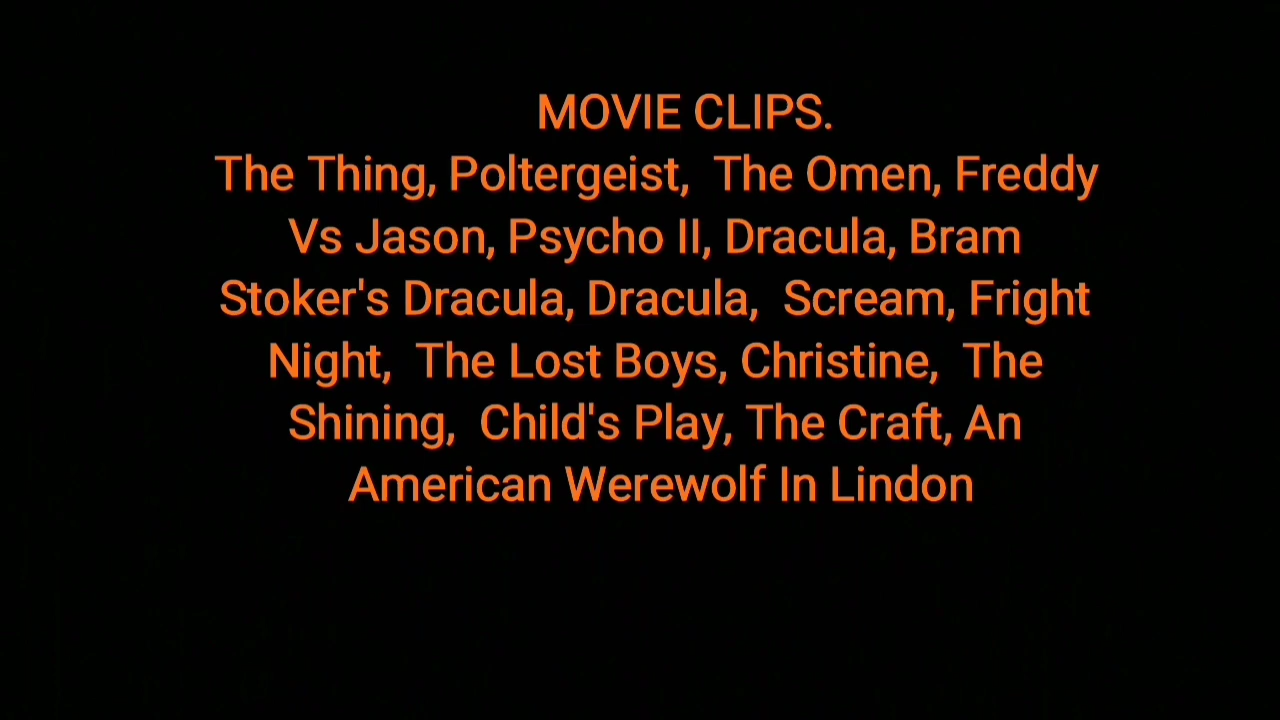 MOVIE CLIPS.
The Thing, Poltergeist,  The Omen, Freddy
Vs Jason, Psycho II, Dracula, Bram
Stoker's Dracula, Dracula,  Scream, Fright
Night,  The Lost Boys, Christine,  The
Shining,  Child's Play, The Craft, An
American Werewolf In Lindon